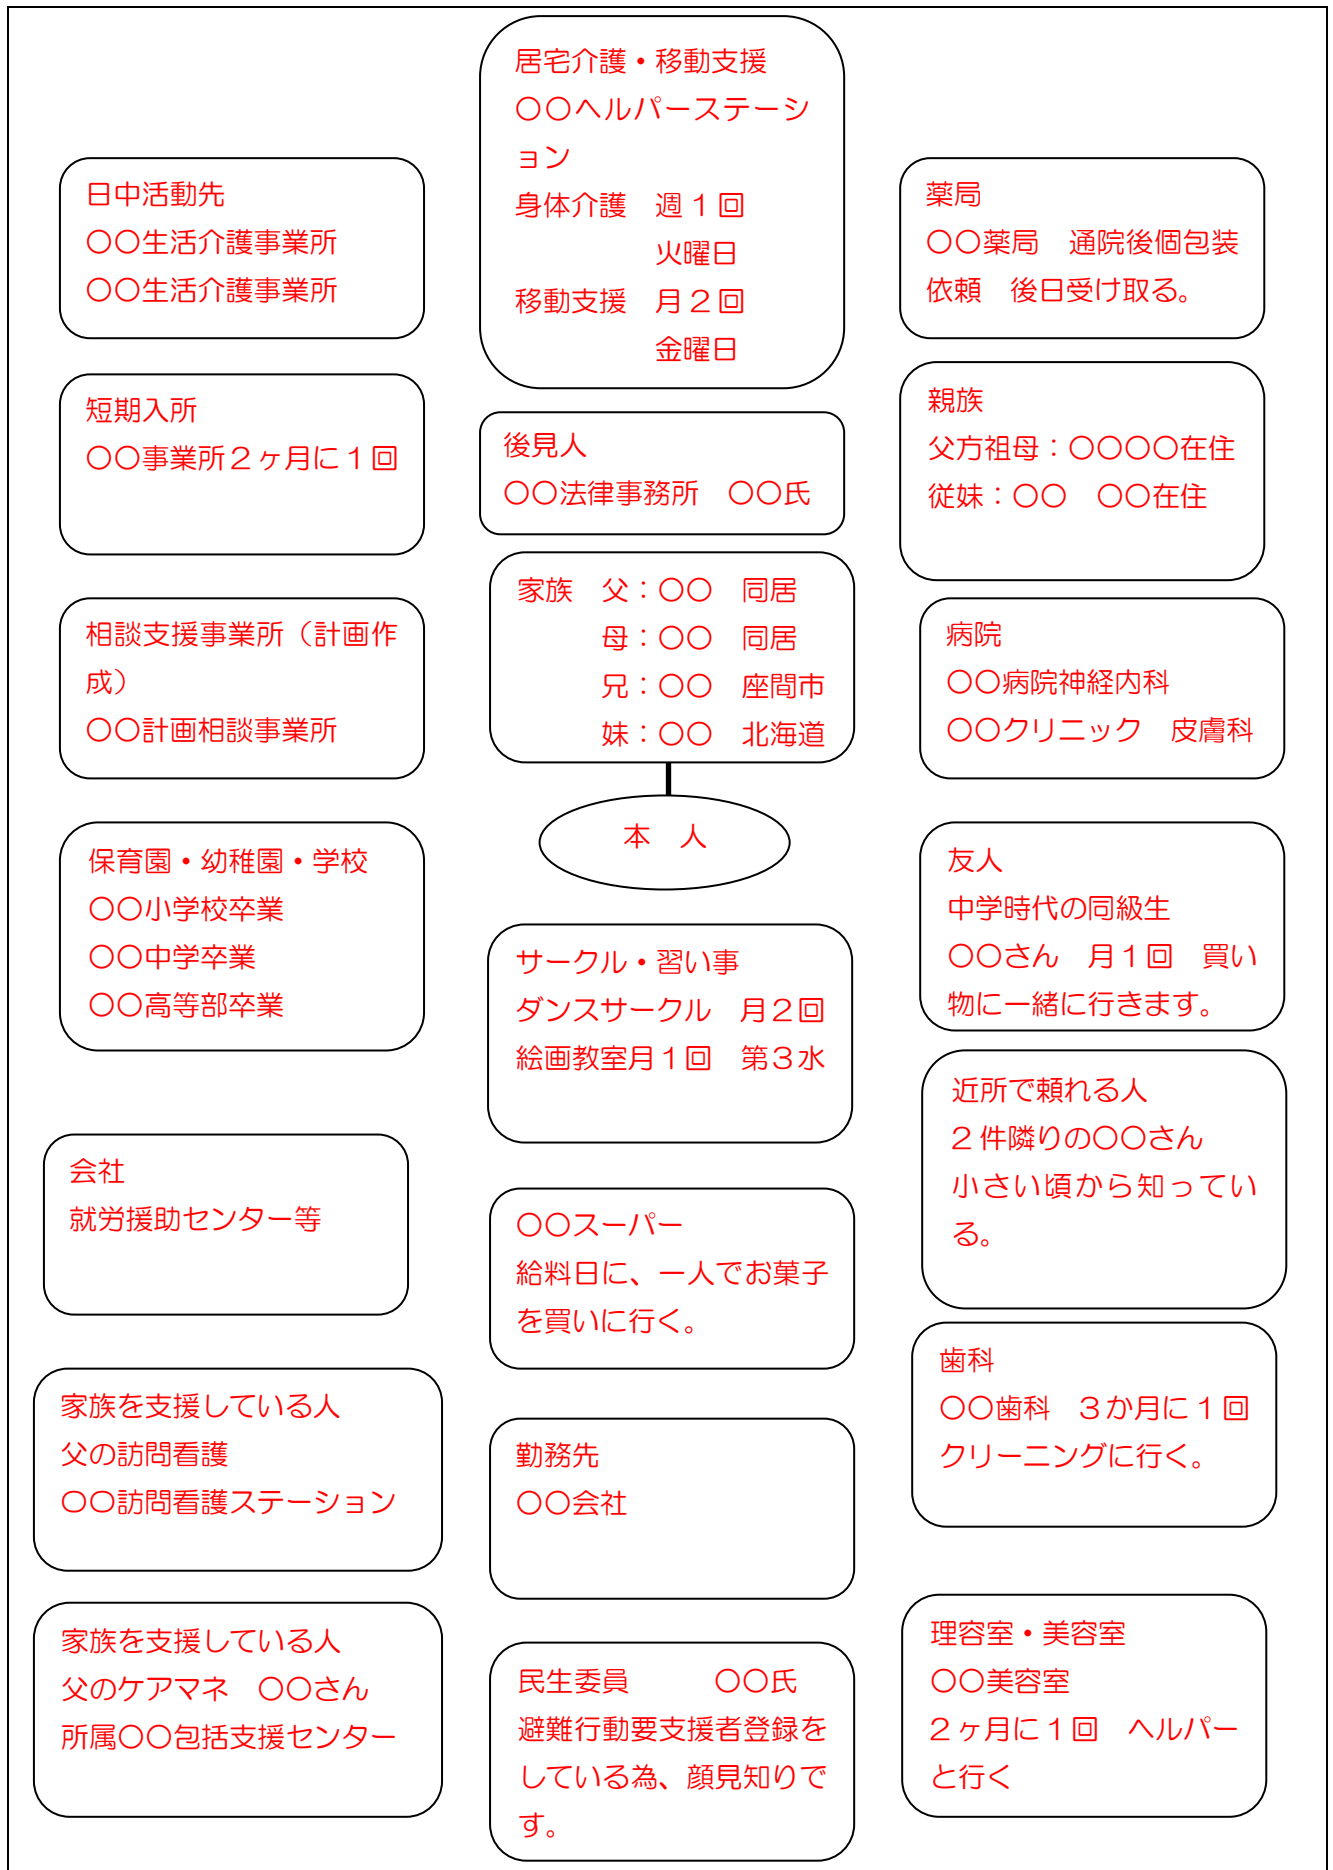 居宅介護・移動支援
〇〇ヘルパーステーシ
ョン
身体介護　週１回
火曜日
移動支援　月２回
金曜日
日中活動先
〇〇生活介護事業所
〇〇生活介護事業所
薬局
〇〇薬局　通院後個包装
依頼　後日受け取る。
短期入所
〇〇事業所２ヶ月に１回
後見人
〇〇法律事務所　〇〇氏
親族
父方祖母：〇〇〇〇在住
従妹：〇〇　〇〇在住
家族　父：〇〇　同居
母：〇〇　同居
兄：〇〇　座間市
妹：〇〇　北海道
相談支援事業所（計画作
成）
〇〇計画相談事業所
病院
〇〇病院神経内科
〇〇クリニック　皮膚科
本　人
保育園・幼稚園・学校
〇〇小学校卒業
〇〇中学卒業
〇〇高等部卒業
友人
中学時代の同級生
〇〇さん　月１回　買い
物に一緒に行きます。
サークル・習い事
ダンスサークル　月２回
絵画教室月１回　第３水
近所で頼れる人
２件隣りの〇〇さん
小さい頃から知ってい
る。
会社
就労援助センター等
〇〇スーパー
給料日に、一人でお菓子
を買いに行く。
歯科
〇〇歯科　３か月に１回
クリーニングに行く。
家族を支援している人
父の訪問看護
〇〇訪問看護ステーション
勤務先
〇〇会社
家族を支援している人
父のケアマネ　〇〇さん
所属〇〇包括支援センター
民生委員　　　〇〇氏
避難行動要支援者登録を
している為、顔見知りで
す。
理容室・美容室
〇〇美容室
２ヶ月に１回　ヘルパー
と行く